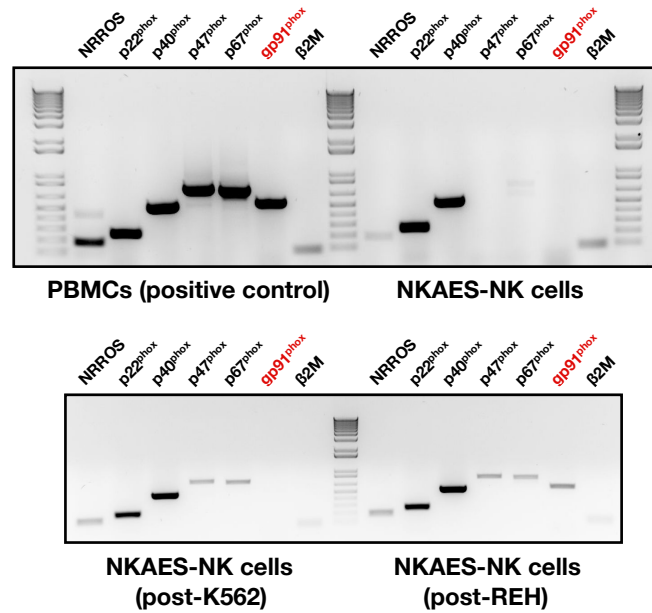 NRROS p22phox p40phox p47phox p67phox gp91phox β2M NRROS p22phox p40phox p47phox p67phox gp91phox β2M
PBMCs (positive control) NKAES-NK cells
NRROS p22phox p40phox p47phox p67phox gp91phox β2M NRROS p22phox p40phox p47phox p67phox gp91phox β2M
NKAES-NK cells NKAES-NK cells
(post-K562) (post-REH)